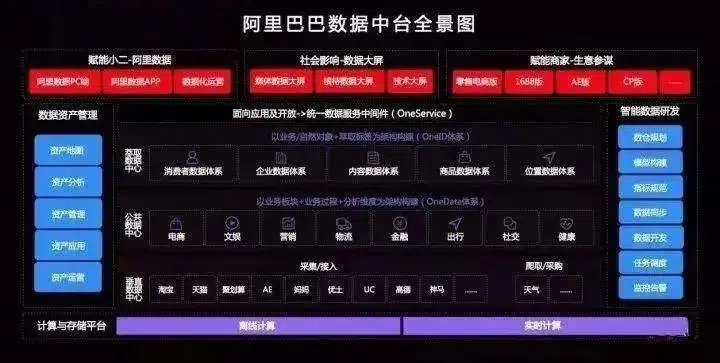 阿里巴巴数据中台全景图
赋能小二-阿里数据
社会影响-数据大屏
赋能商家-生意参谋
阿里数据PC端 阿里数据APP 数据化运营
媒体数据大屏 接待数据大屏 技术大屏
零售电商版 1688版 AE版 CP版 ......
数据资产管理
资产地图
资产分析
资产管理
资产应用
资产运营
面向应用及开放->统一数据服务中间件（OneService）
以业务/自然对象+萃取标签为架构构建（OneID体系）
萃取数据中心
消费者数据体系 企业数据体系 内容数据体系 商品数据体系 位置数据体系
以业务板块+业务过程+分析维度为架构构建（OneData体系）
公共数据中心
电商 文娱 营销 物流 金融 出行 社交 健康
采集/接入 爬取/采购
垂直数据中心
淘宝 天猫 聚划算 AE 妈妈 优土 UC 高德 神马 ......
天气 ......
智能数据研发
数仓规划
模型构建
指标规范
数据同步
数据开发
任务调度
监控告警
计算与存储平台 离线计算 实时计算